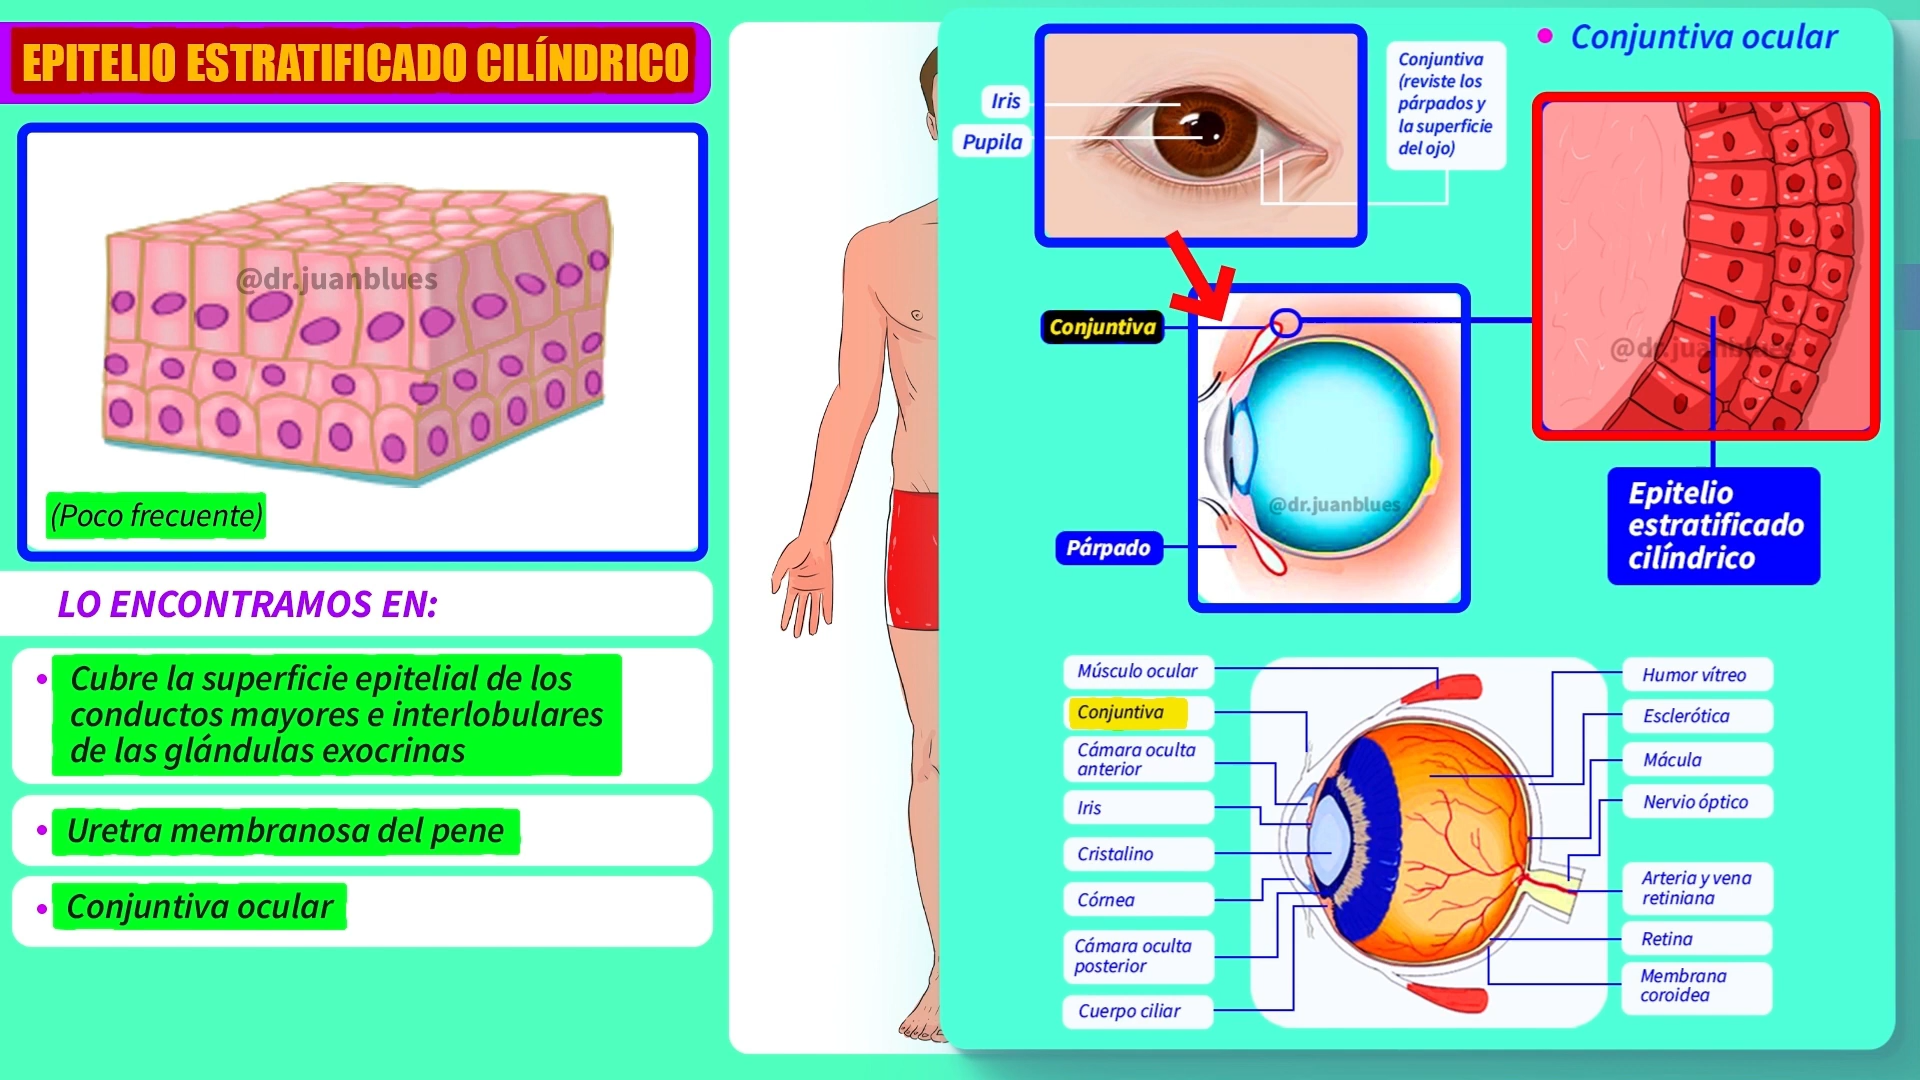 EPITELIO ESTRATIFICADO CILÍNDRICO
@dr.juanblues
(Poco frecuente)
LO ENCONTRAMOS EN:
• Cubre la superficie epitelial de los
conductos mayores e interlobulares
de las glándulas exocrinas
• Uretra membranosa del pene
• Conjuntiva ocular
• Conjuntiva ocular
Iris
Pupila
Conjuntiva
(reviste los
párpados y
la superficie
del ojo)
Conjuntiva
@dr.juanblues
Párpado
@dr.juanblues
Epitelio
estratificado
cilíndrico
Músculo ocular
Conjuntiva
Cámara oculta
anterior
Iris
Cristalino
Córnea
Cámara oculta
posterior
Cuerpo ciliar
Humor vítreo
Esclerótica
Mácula
Nervio óptico
Arteria y vena
retiniana
Retina
Membrana
coroidea